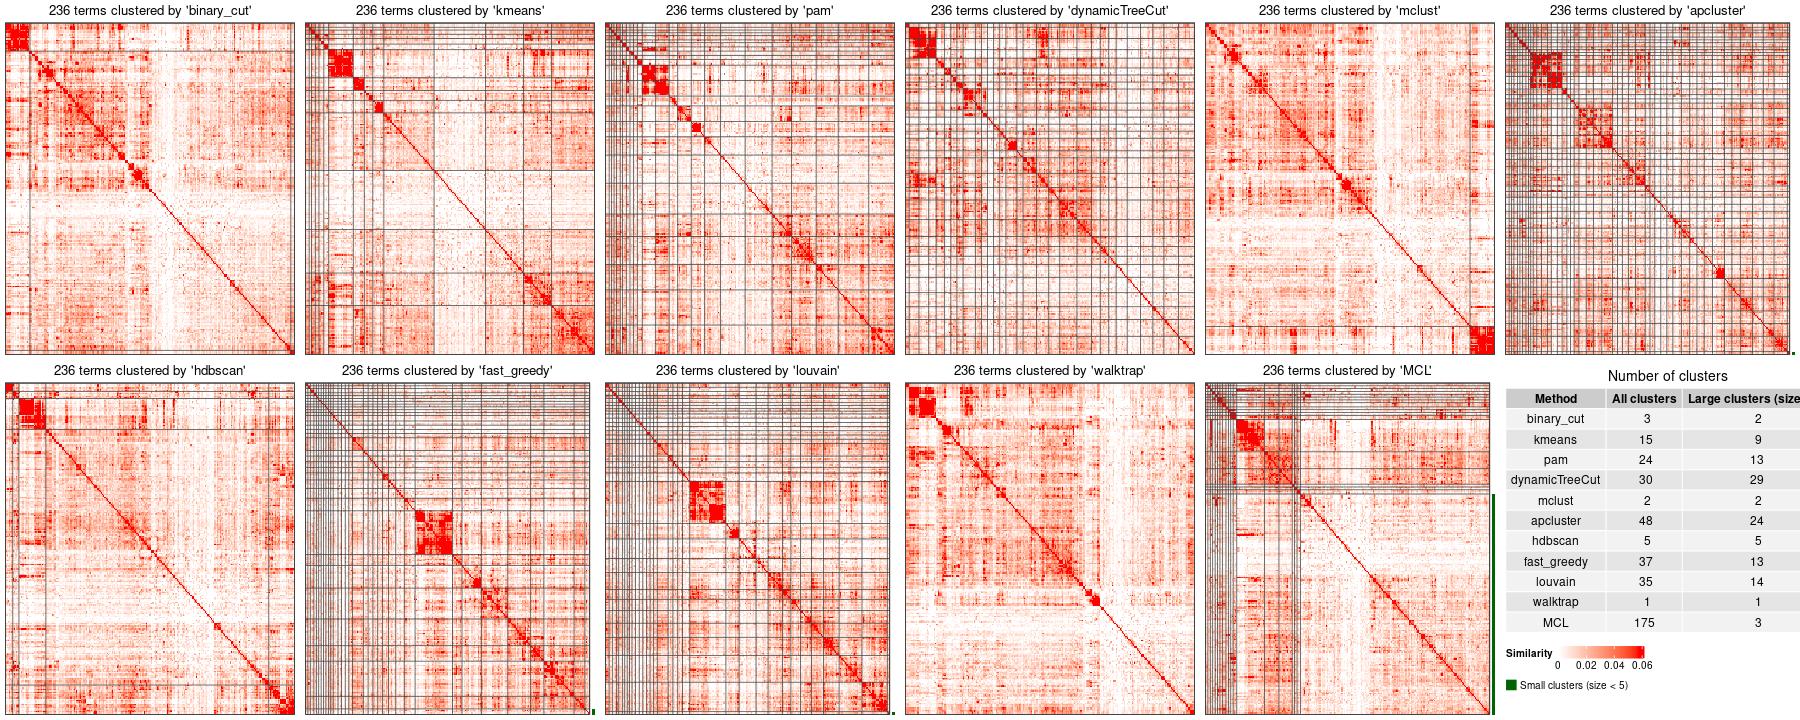 236 terms clustered by 'binary_cut'
236 terms clustered by 'kmeans'
236 terms clustered by 'pam'
236 terms clustered by 'dynamicTreeCut'
236 terms clustered by 'mclust'
236 terms clustered by 'apcluster'
236 terms clustered by 'hdbscan'
236 terms clustered by 'fast_greedy'
236 terms clustered by 'louvain'
236 terms clustered by 'walktrap'
236 terms clustered by 'MCL'
Number of clusters
Method All clusters Large clusters (size
binary_cut 3 2
kmeans 15 9
pam 24 13
dynamicTreeCut 30 29
mclust 2 2
apcluster 48 24
hdbscan 5 5
fast_greedy 37 13
louvain 35 14
walktrap 1 1
MCL 175 3
Similarity
0 0.02 0.04 0.06
Small clusters (size < 5)